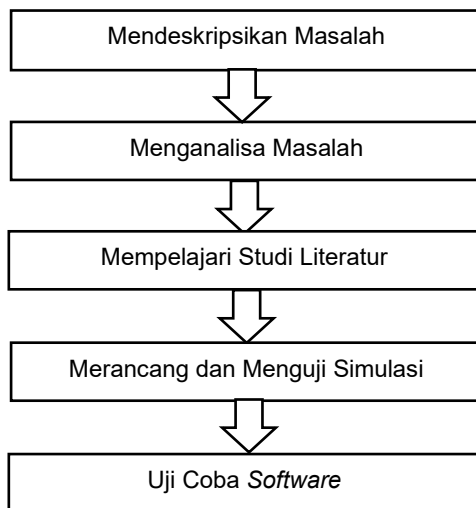 Mendeskripsikan Masalah
Menganalisa Masalah
Mempelajari Studi Literatur
Merancang dan Menguji Simulasi
Uji Coba Software